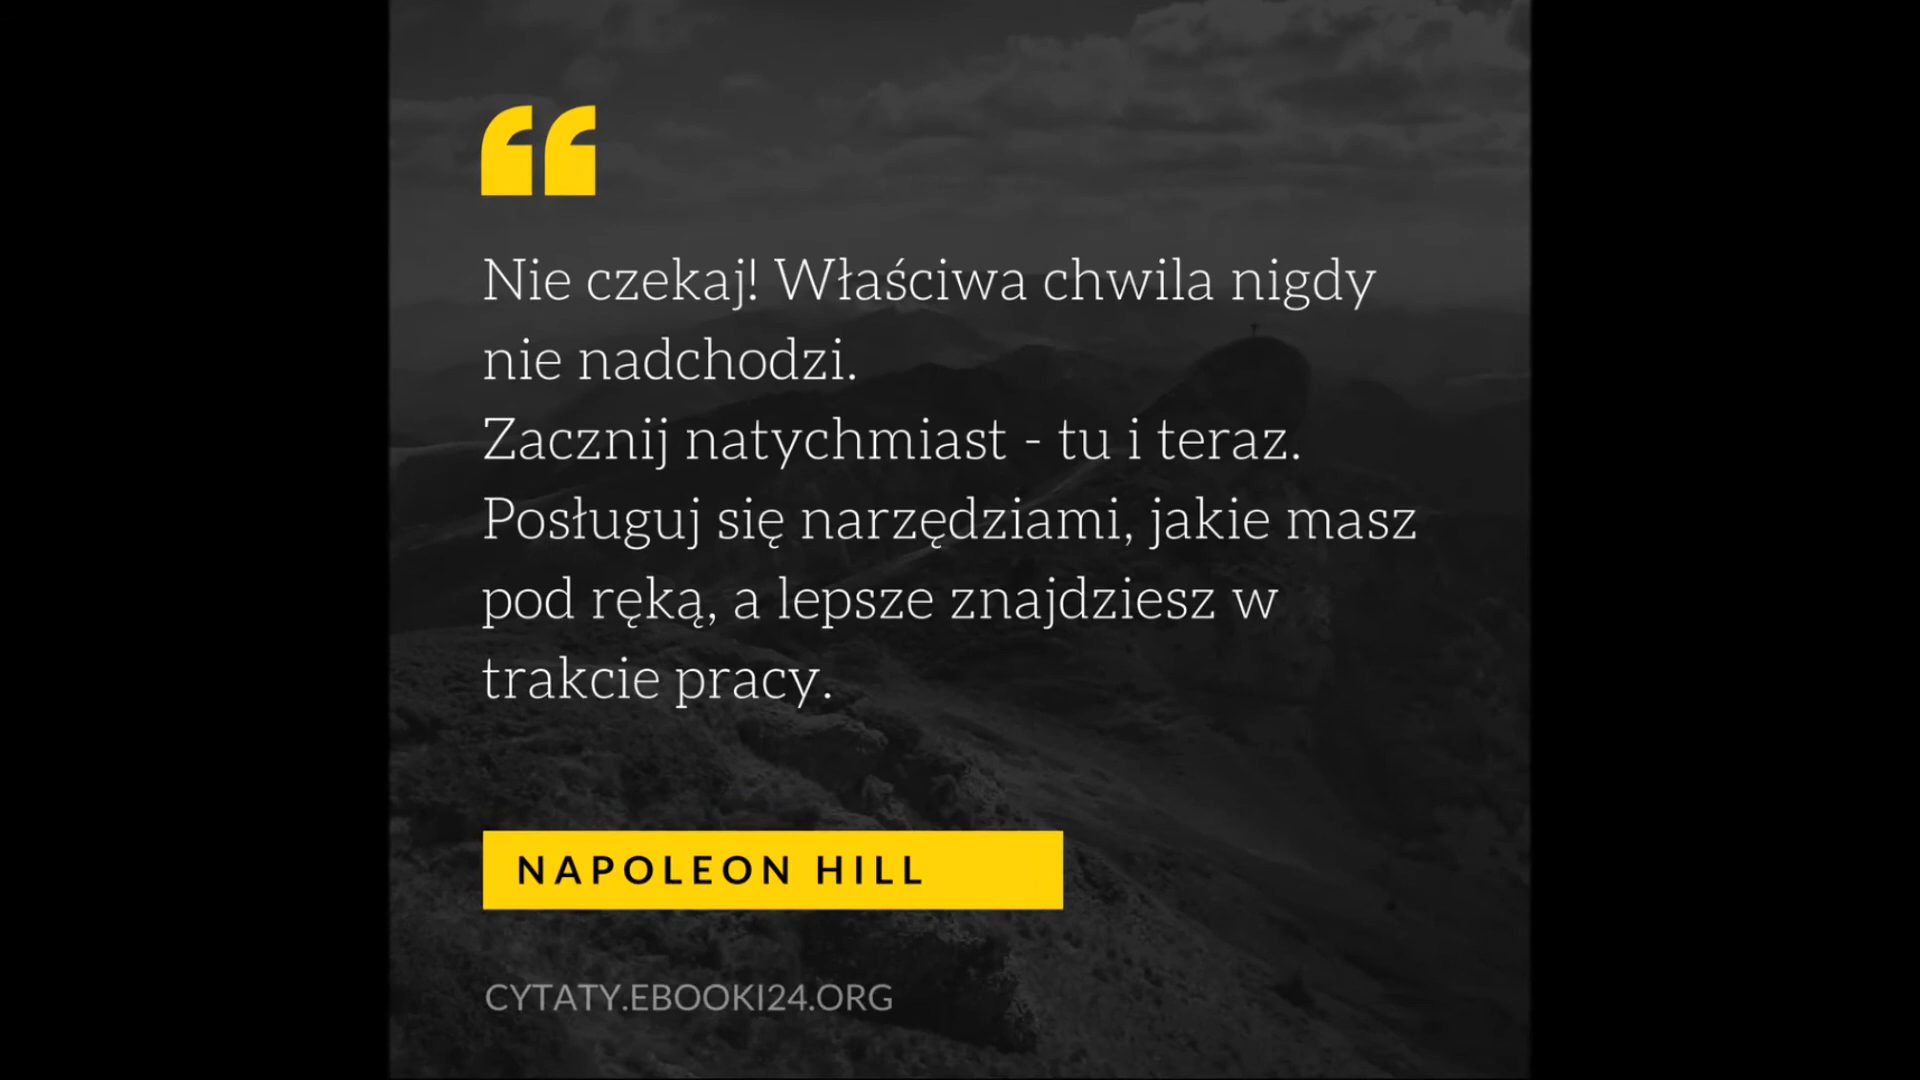 “
Nie czekaj! Właściwa chwila nigdy
nie nadchodzi.
Zacznij natychmiast - tu i teraz.
Posługuj się narzędziami, jakie masz
pod ręką, a lepsze znajdziesz w
trakcie pracy.
NAPOLEON HILL
CYTATY.EBOOKI24.ORG